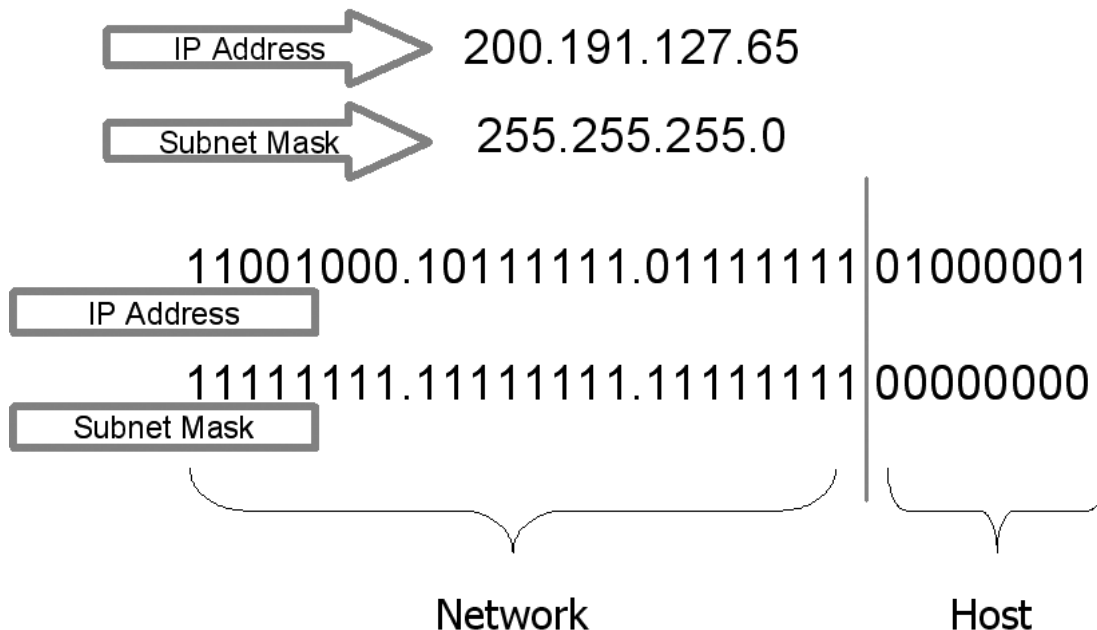 IP Address 200.191.127.65
Subnet Mask 255.255.255.0
11001000.10111111.01111111 01000001
IP Address
11111111.11111111.11111111 00000000
Subnet Mask
Network Host